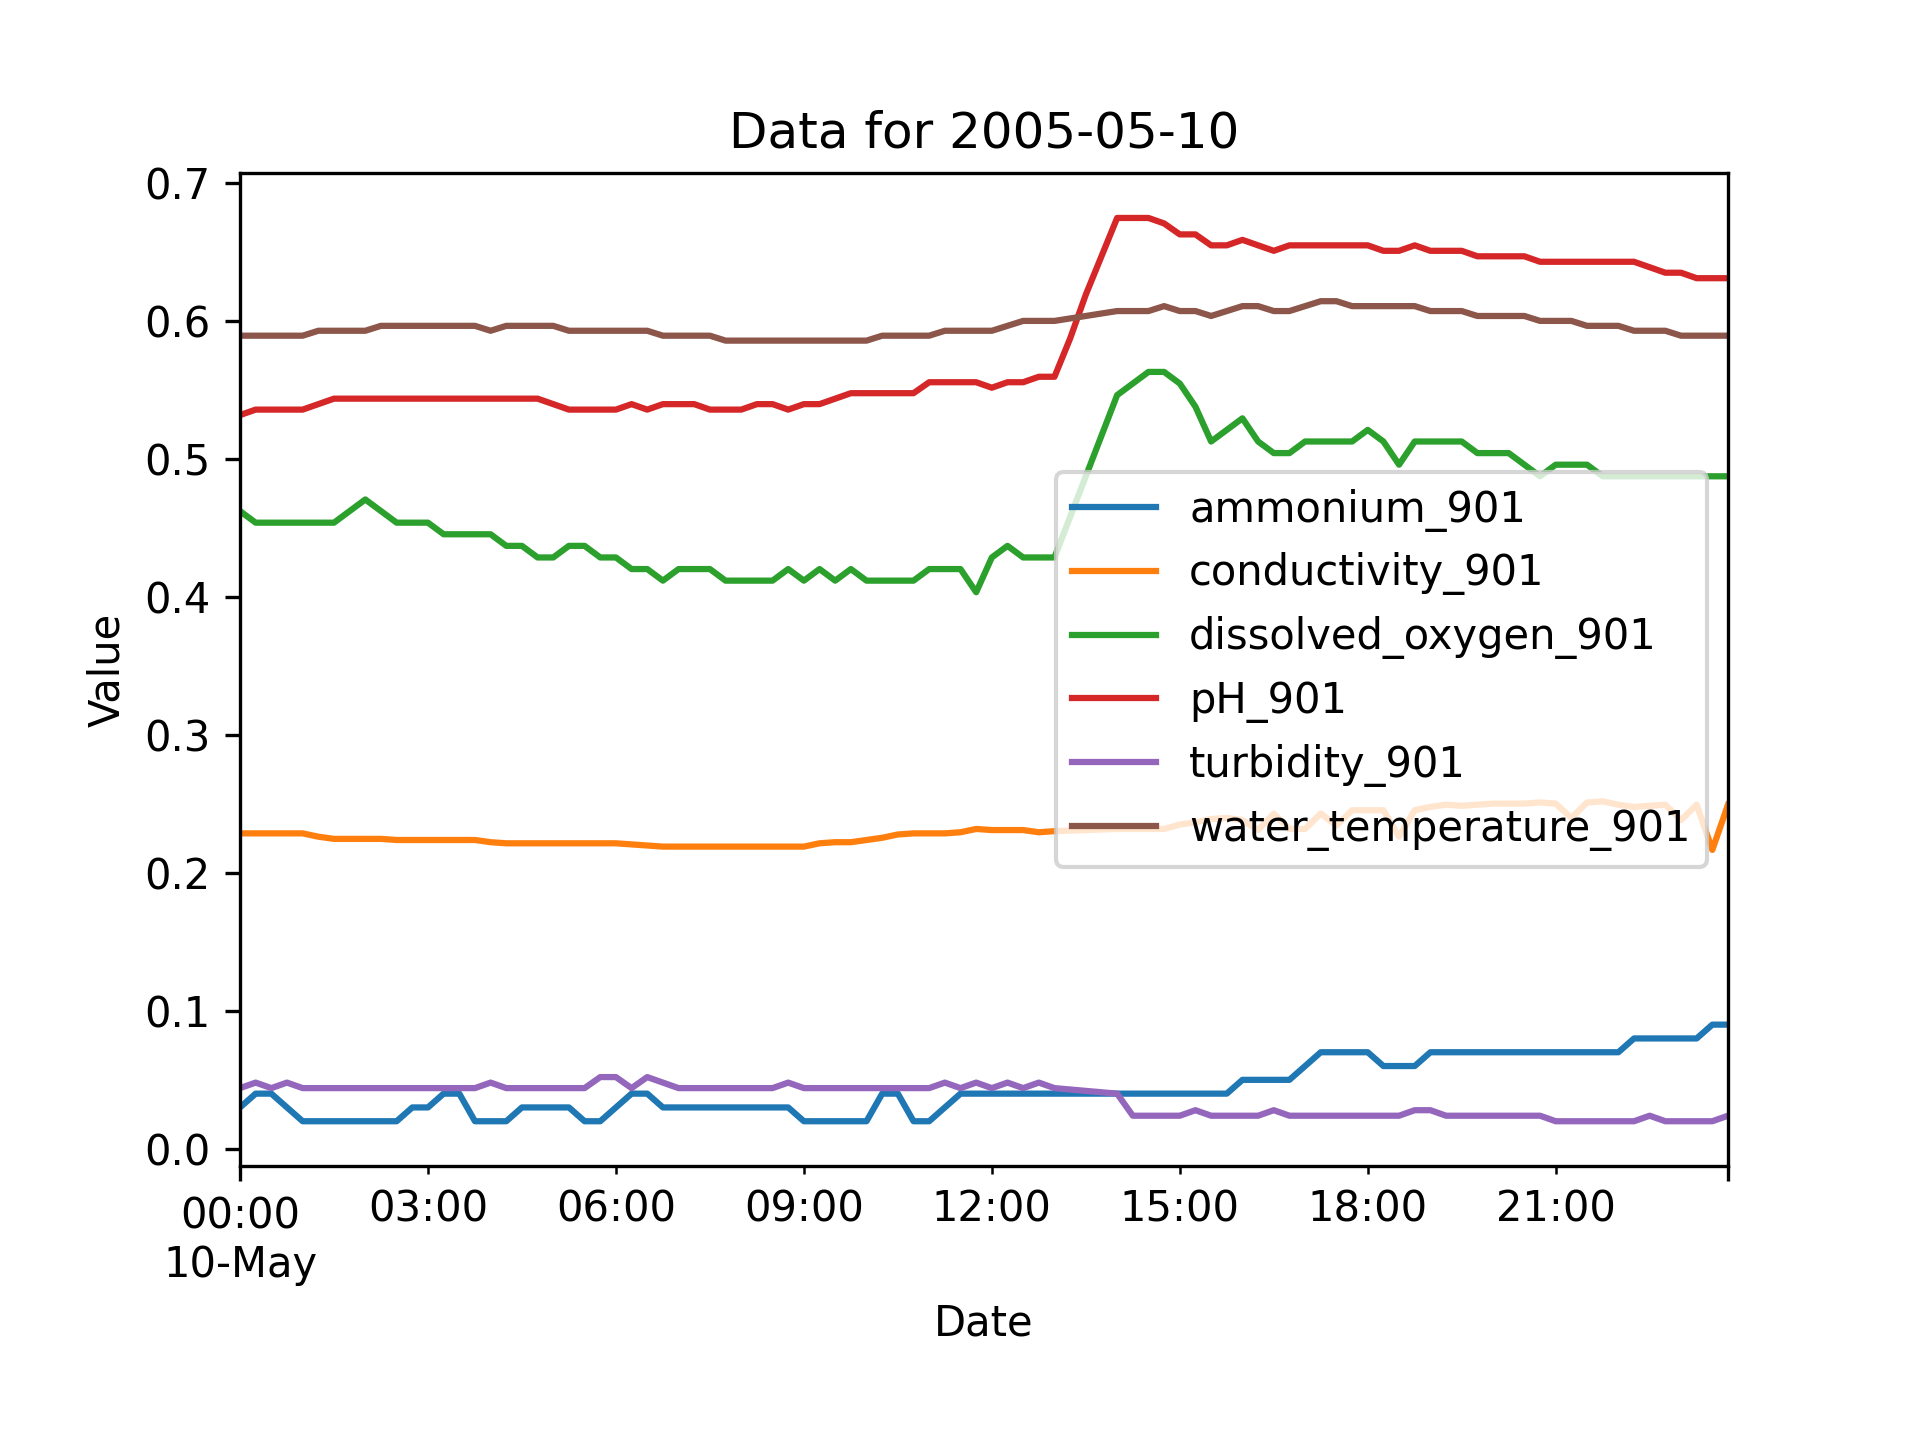 Data for 2005-05-10
Value
0.7
0.6
0.5
0.4
0.3
0.2
0.1
0.0
ammonium_901
conductivity_901
dissolved_oxygen_901
pH_901
turbidity_901
water_temperature_901
00:00 03:00 06:00 09:00 12:00 15:00 18:00 21:00
10-May
Date